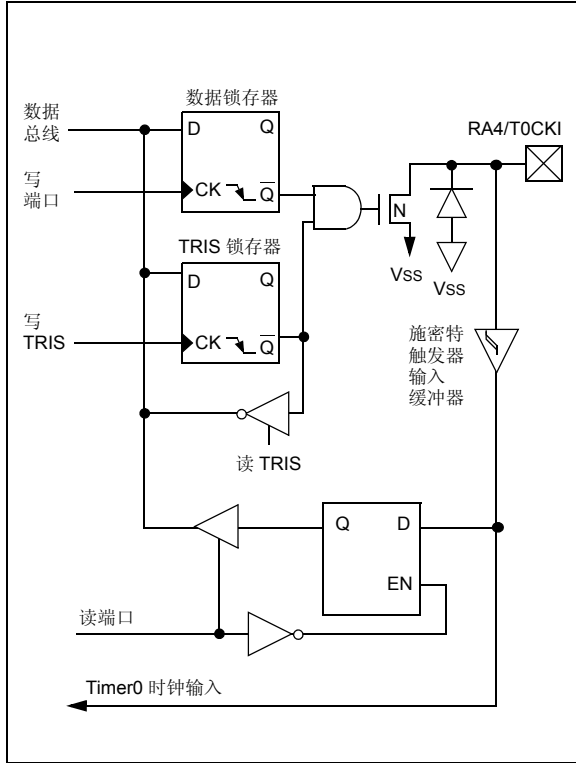 数据锁存器
数据
总线
D
Q
RA4/T0CKI
写
端口
CK
Q
N
VSS
VSS
TRIS 锁存器
D
Q
写
TRIS
CK
Q
施密特
触发器
输入
缓冲器
读 TRIS
Q
D
EN
读端口
Timer0 时钟输入